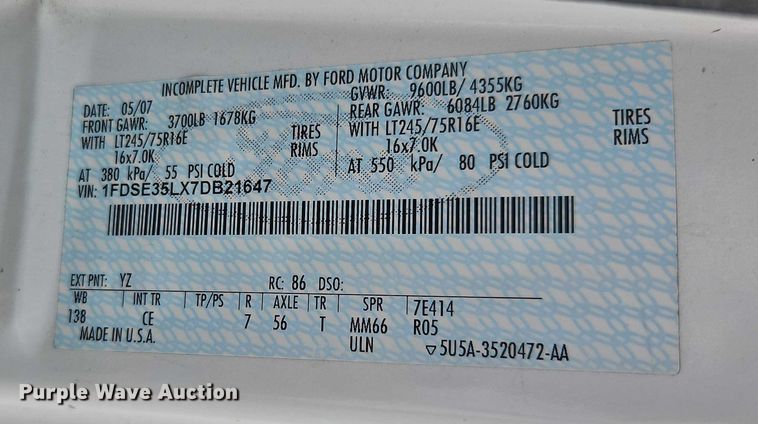 INCOMPLETE VEHICLE MFD. BY FORD MOTOR COMPANY
DATE: 05/07 GVWR: 9600LB/ 4355KG
FRONT GAWR: 3700LB 1678KG REAR GAWR: 6084LB 2760KG
WITH LT245/75R16E TIRES WITH LT245/75R16E TIRES
16x7.0K RIMS 16x7.0K RIMS
AT 380 kPa/ 55 PSI COLD AT 550 kPa/ 80 PSI COLD
VIN: 1FDSE35LX7DB21647
EXT PNT: YZ RC: 86 DSO:
WB INT TR TP/PS R AXLE TR SPR 7E414
138 CE 7 56 T MM66 R05
MADE IN U.S.A. ULN ▽5U5A-3520472-AA
Purple Wave Auction